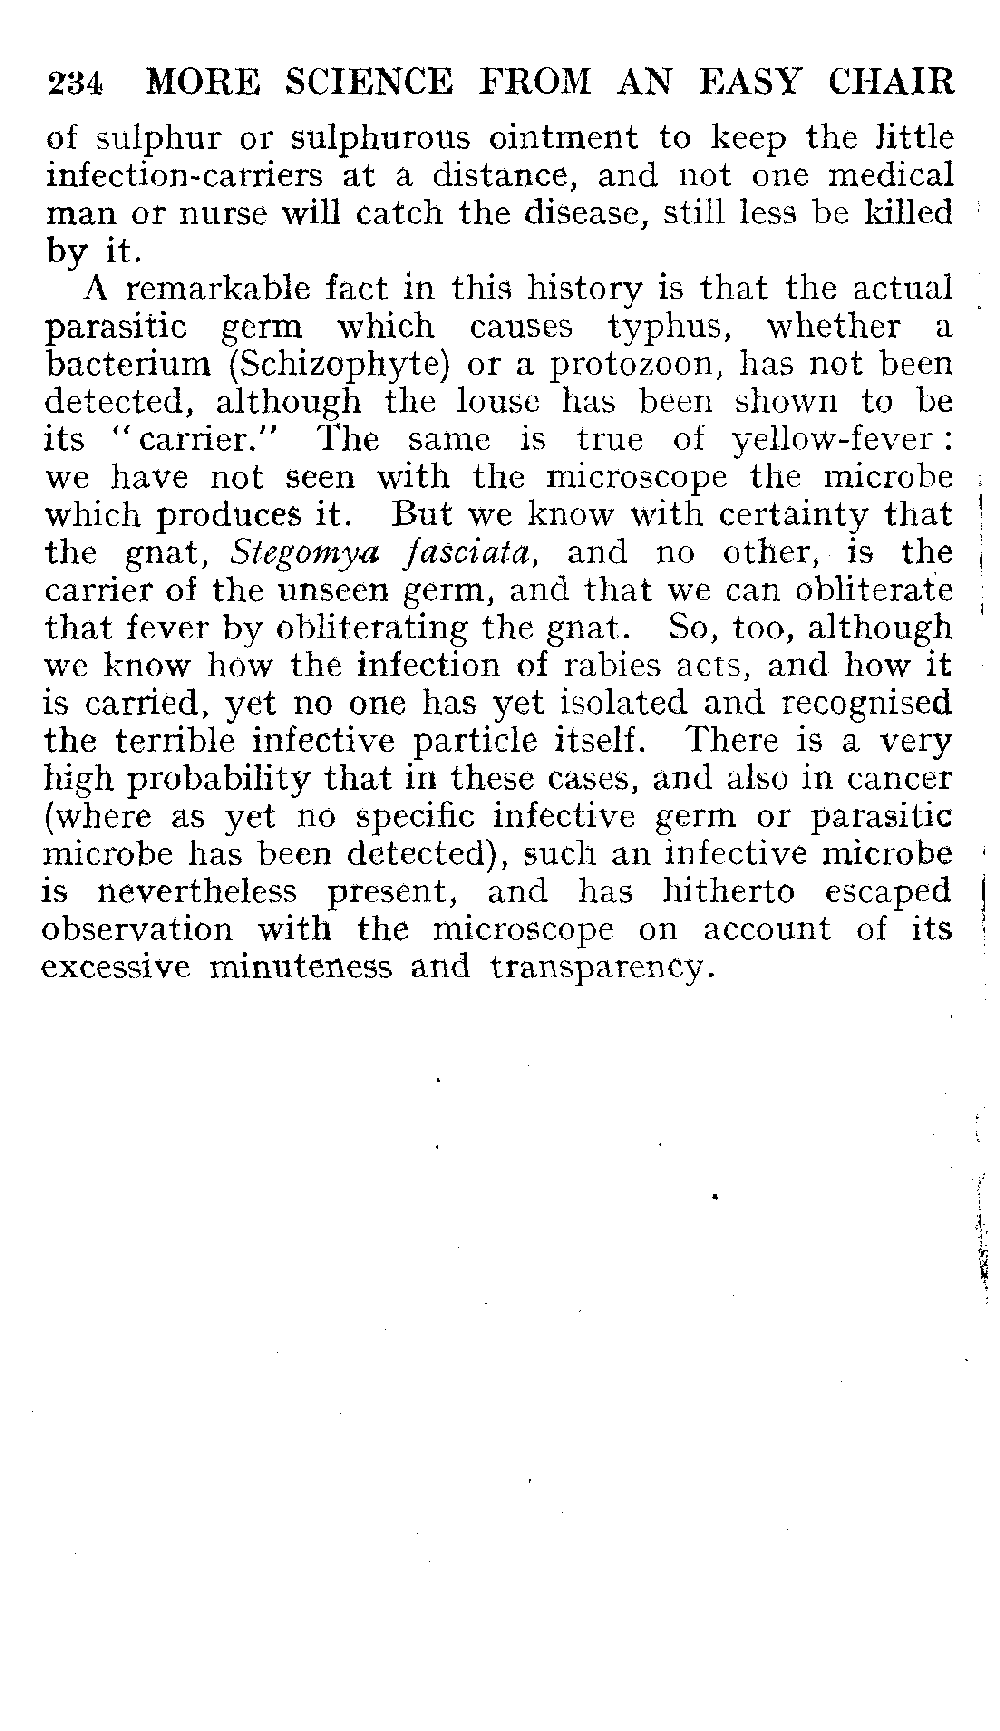 234 MORE SCIENCE FROM AN EASY CHAIR
of sulphur or sulphurous ointment to keep the little
infection-carriers at a distance, and not one medical
man or nurse will catch the disease, still less be killed
by it.
A remarkable fact in this history is that the actual
parasitic germ which causes typhus, whether a
bacterium (Schizophyte) or a protozoon, has not been
detected, although the louse has been shown to be
its “carrier.” The same is true of yellow-fever :
we have not seen with the microscope the microbe
which produces it. But we know with certainty that
the gnat, Stegomya fasciata, and no other, is the
carrier of the unseen germ, and that we can obliterate
that fever by obliterating the gnat. So, too, although
we know how the infection of rabies acts, and how it
is carried, yet no one has yet isolated and recognised
the terrible infective particle itself. There is a very
high probability that in these cases, and also in cancer
(where as yet no specific infective germ or parasitic
microbe has been detected), such an infective microbe
is nevertheless present, and has hitherto escaped
observation with the microscope on account of its
excessive minuteness and transparency.